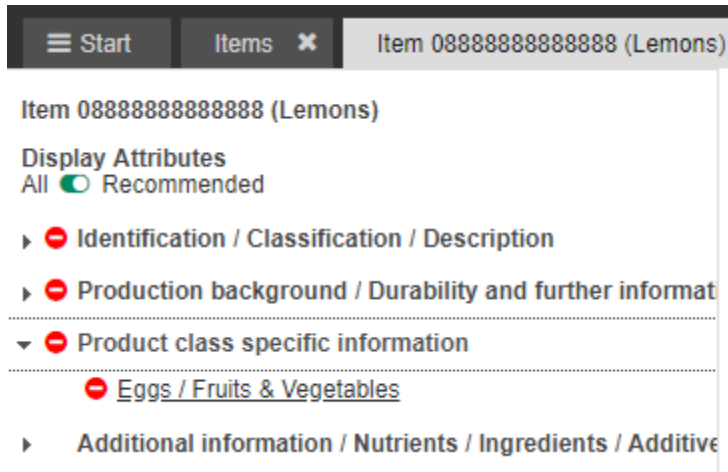 Start Items Item 08888888888888 (Lemons)
Item 08888888888888 (Lemons)
Display Attributes
All Recommended
Identification / Classification / Description
Production background / Durability and further informati
Product class specific information
Eggs / Fruits & Vegetables
Additional information / Nutrients / Ingredients / Additive